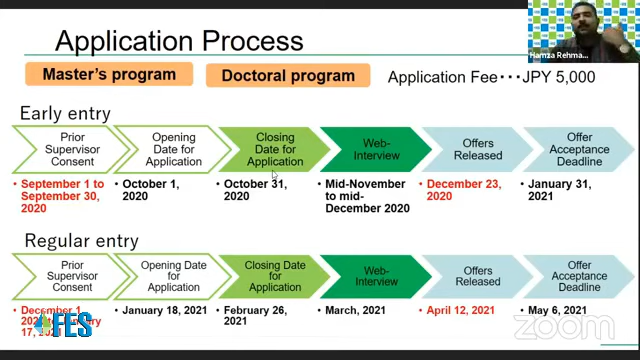 Application Process
Hamza Rehma...
Master's program
Doctoral program
Application Fee･･･JPY 5,000
Early entry
Prior
Supervisor
Consent
Opening
Date for
Application
Closing
Date for
Application
Web-
Interview
Offers
Released
Offer
Acceptance
Deadline
• September 1 to
September 30,
2020
• October 1,
2020
• October 31,
2020
• Mid-November
to mid-
December 2020
• December 23,
2020
• January 31,
2021
Regular entry
Prior
Supervisor
Consent
Opening Date
for
Application
Closing Date
for
Application
Web-
Interview
Offers
Released
Offer
Acceptance
Deadline
• December 1
17, 2021
• January 18, 2021
• February 26,
2021
• March, 2021
• April 12, 2021
• May 6, 2021
FES
zoom